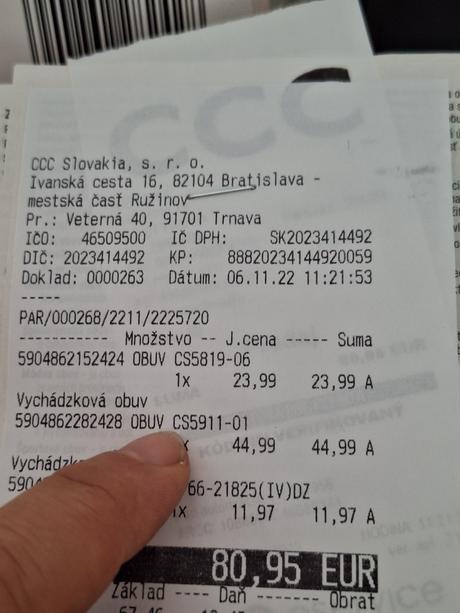 CCC
CCC Slovakia, s. r. o.
Ivanská cesta 16, 82104 Bratislava -
mestská časť Ružinov
Pr.: Veterná 40, 91701 Trnava
IČO: 46509500 IČ DPH: SK2023414492
DIČ: 2023414492 KP: 88820234144920059
Doklad: 0000263 Dátum: 06.11.22 11:21:53
-----
PAR/000268/2211/2225720
----------- Množstvo -- J.cena ----- Suma
5904862152424 OBUV CS5819-06
1x 23,99 23,99 A
Vychádzková obuv
5904862282428 OBUV CS5911-01
44,99 44,99 A
66-21825(IV)DZ
1x 11,97 11,97 A
80,95 EUR
Základ ---- Daň ---- Obrat